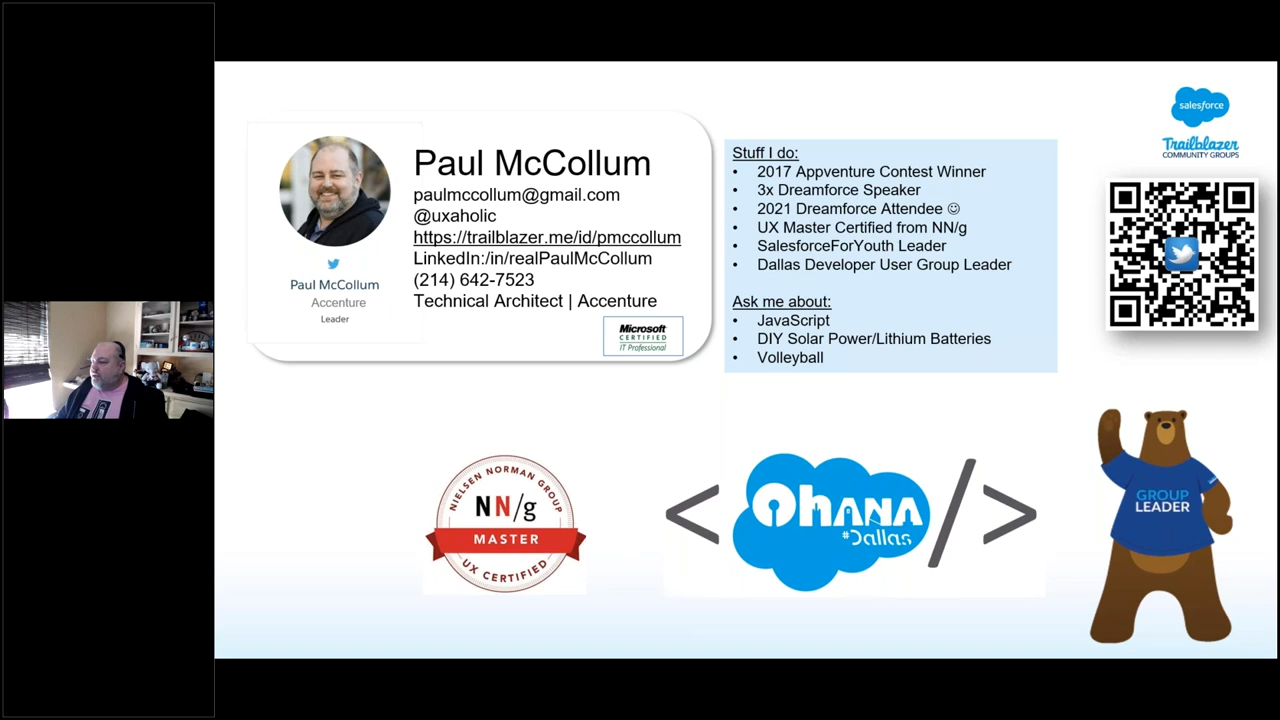 Paul McCollum
paulmccollum@gmail.com
@uxaholic
https://trailblazer.me/id/pmccollum
LinkedIn:/in/realPaulMcCollum
(214) 642-7523
Technical Architect | Accenture
Paul McCollum
Accenture
Leader
Microsoft
CERTIFIED
IT Professional
Stuff I do:
• 2017 Appventure Contest Winner
• 3x Dreamforce Speaker
• 2021 Dreamforce Attendee ☺
• UX Master Certified from NN/g
• SalesforceForYouth Leader
• Dallas Developer User Group Leader
Ask me about:
• JavaScript
• DIY Solar Power/Lithium Batteries
• Volleyball
salesforce
Trailblazer
COMMUNITY GROUPS
NIELSEN NORMAN GROUP
NN/g
MASTER
UX CERTIFIED
< Ohana />
#Dallas
GROUP
LEADER